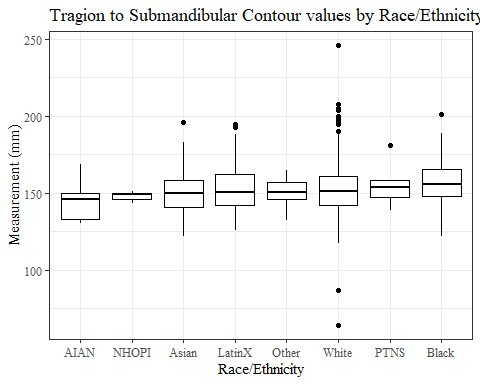 Tragion to Submandibular Contour values by Race/Ethnicity
250
200
150
100
Measurement (mm)
AIAN NHOPI Asian LatinX Other White PTNS Black
Race/Ethnicity